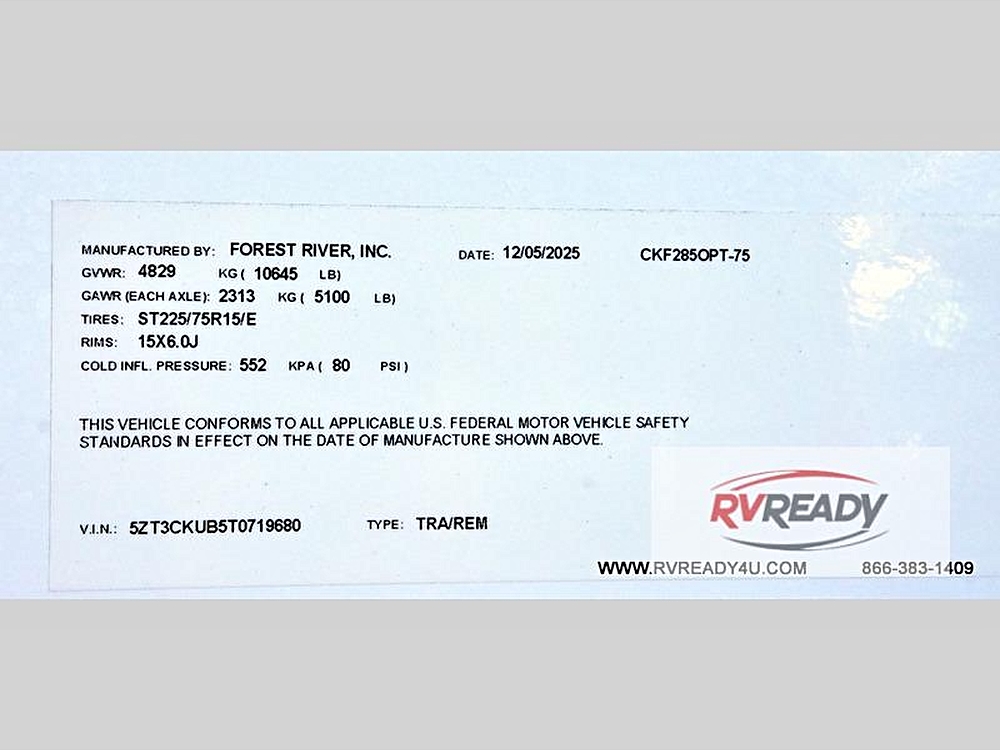 MANUFACTURED BY: FOREST RIVER, INC. DATE: 12/05/2025 CKF285OPT-75
GVWR: 4829 KG ( 10645 LB)
GAWR (EACH AXLE): 2313 KG ( 5100 LB)
TIRES: ST225/75R15/E
RIMS: 15X6.0J
COLD INFL. PRESSURE: 552 KPA ( 80 PSI )
THIS VEHICLE CONFORMS TO ALL APPLICABLE U.S. FEDERAL MOTOR VEHICLE SAFETY
STANDARDS IN EFFECT ON THE DATE OF MANUFACTURE SHOWN ABOVE.
V.I.N.: 5ZT3CKUB5T0719680 TYPE: TRA/REM
RVREADY
WWW.RVREADY4U.COM 866-383-1409